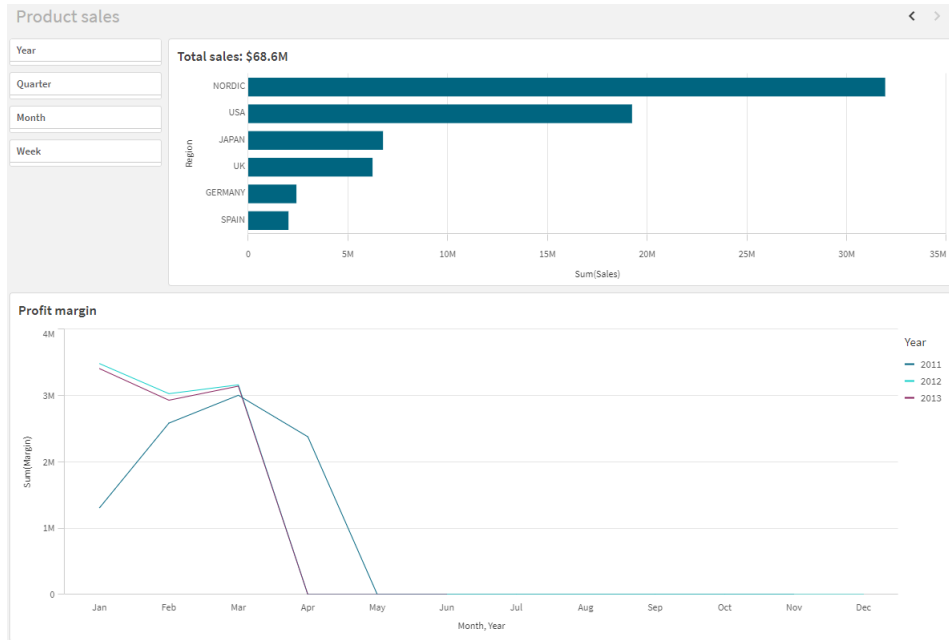 Product sales
Year
Quarter
Month
Week
Total sales: $68.6M
Region
NORDIC
USA
JAPAN
UK
GERMANY
SPAIN
0 5M 10M 15M 20M 25M 30M 35M
Sum(Sales)
Profit margin
Sum(Margin)
4M
3M
2M
1M
0
Jan Feb Mar Apr May Jun Jul Aug Sep Oct Nov Dec
Month, Year
Year
2011
2012
2013